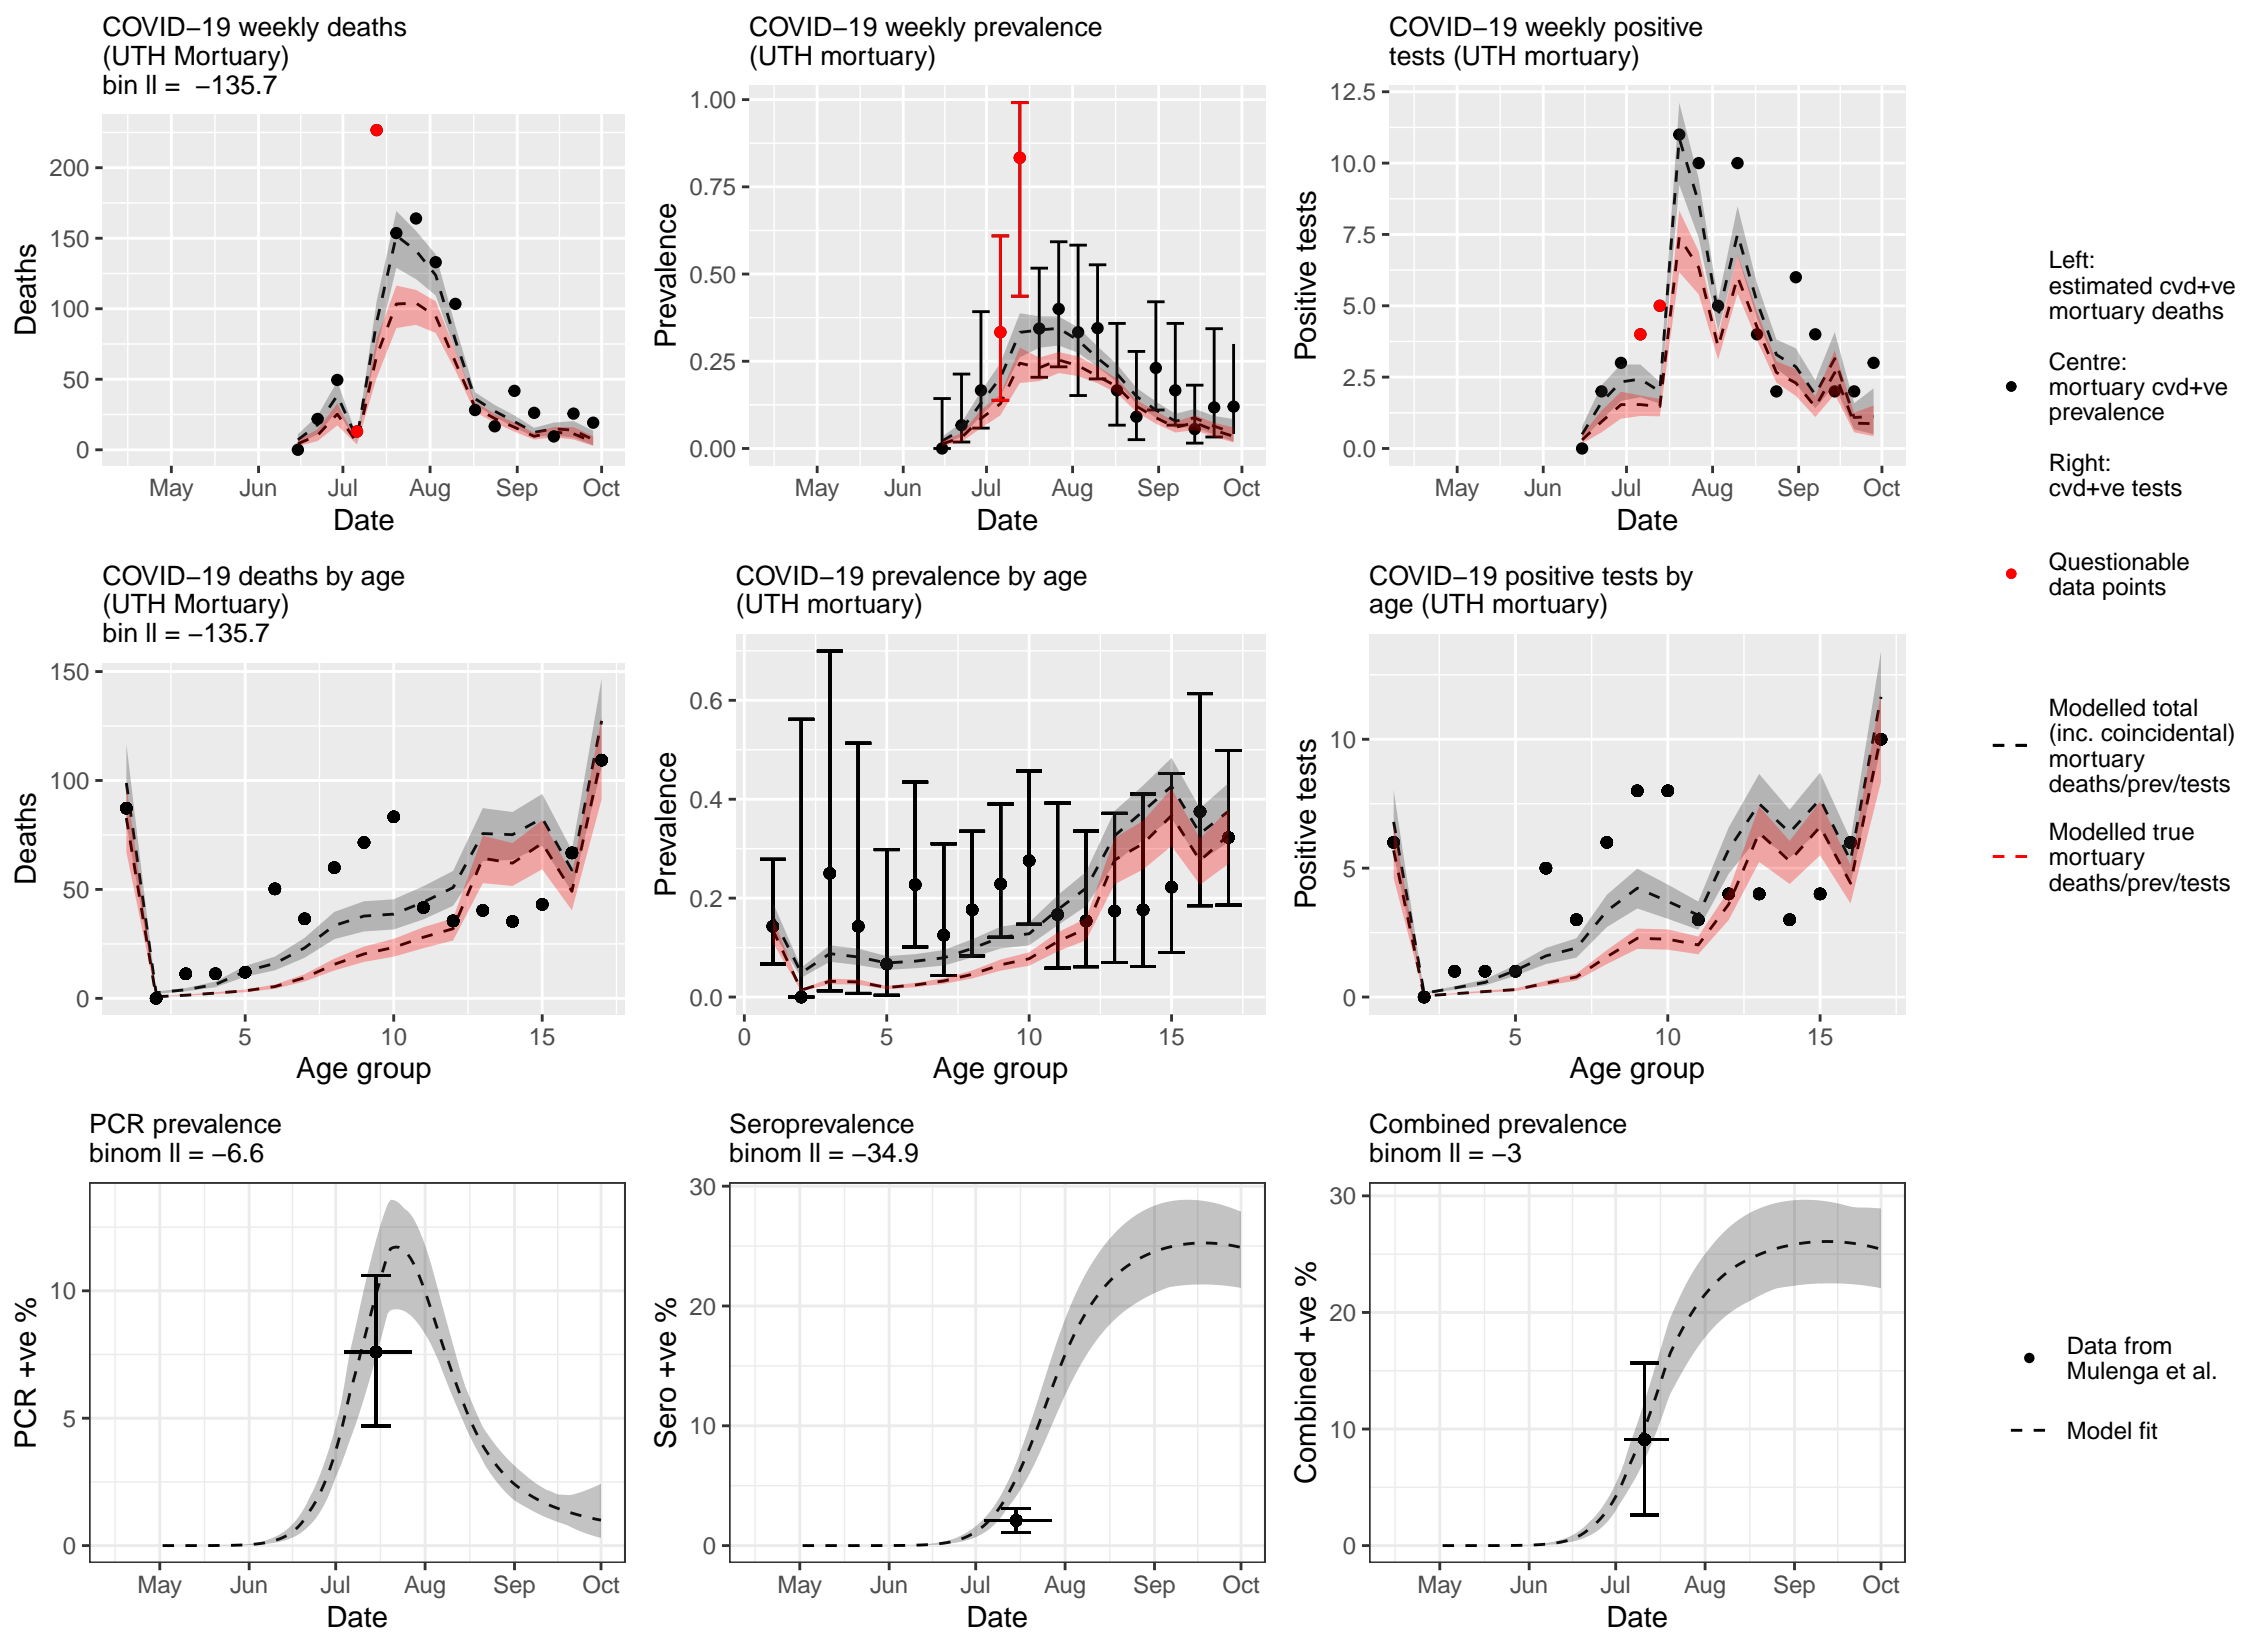 COVID−19 weekly deaths
(UTH Mortuary)
bin ll =  −135.7
Deaths
200
150
100
50
0
May Jun Jul Aug Sep Oct
Date
COVID−19 weekly prevalence
(UTH mortuary)
Prevalence
1.00
0.75
0.50
0.25
0.00
May Jun Jul Aug Sep Oct
Date
COVID−19 weekly positive
tests (UTH mortuary)
Positive tests
12.5
10.0
7.5
5.0
2.5
0.0
May Jun Jul Aug Sep Oct
Date
Left:
estimated cvd+ve
mortuary deaths
Centre:
mortuary cvd+ve
prevalence
Right:
cvd+ve tests
Questionable
data points
Modelled total
(inc. coincidental)
mortuary
deaths/prev/tests
Modelled true
mortuary
deaths/prev/tests
COVID−19 deaths by age
(UTH Mortuary)
bin ll = −135.7
Deaths
150
100
50
0
5 10 15
Age group
COVID−19 prevalence by age
(UTH mortuary)
Prevalence
0.6
0.4
0.2
0.0
0 5 10 15
Age group
COVID−19 positive tests by
age (UTH mortuary)
Positive tests
10
5
0
5 10 15
Age group
PCR prevalence
binom ll = −6.6
PCR +ve %
10
5
0
May Jun Jul Aug Sep Oct
Date
Seroprevalence
binom ll = −34.9
Sero +ve %
30
20
10
0
May Jun Jul Aug Sep Oct
Date
Combined prevalence
binom ll = −3
Combined +ve %
30
20
10
0
May Jun Jul Aug Sep Oct
Date
Data from
Mulenga et al.
Model fit